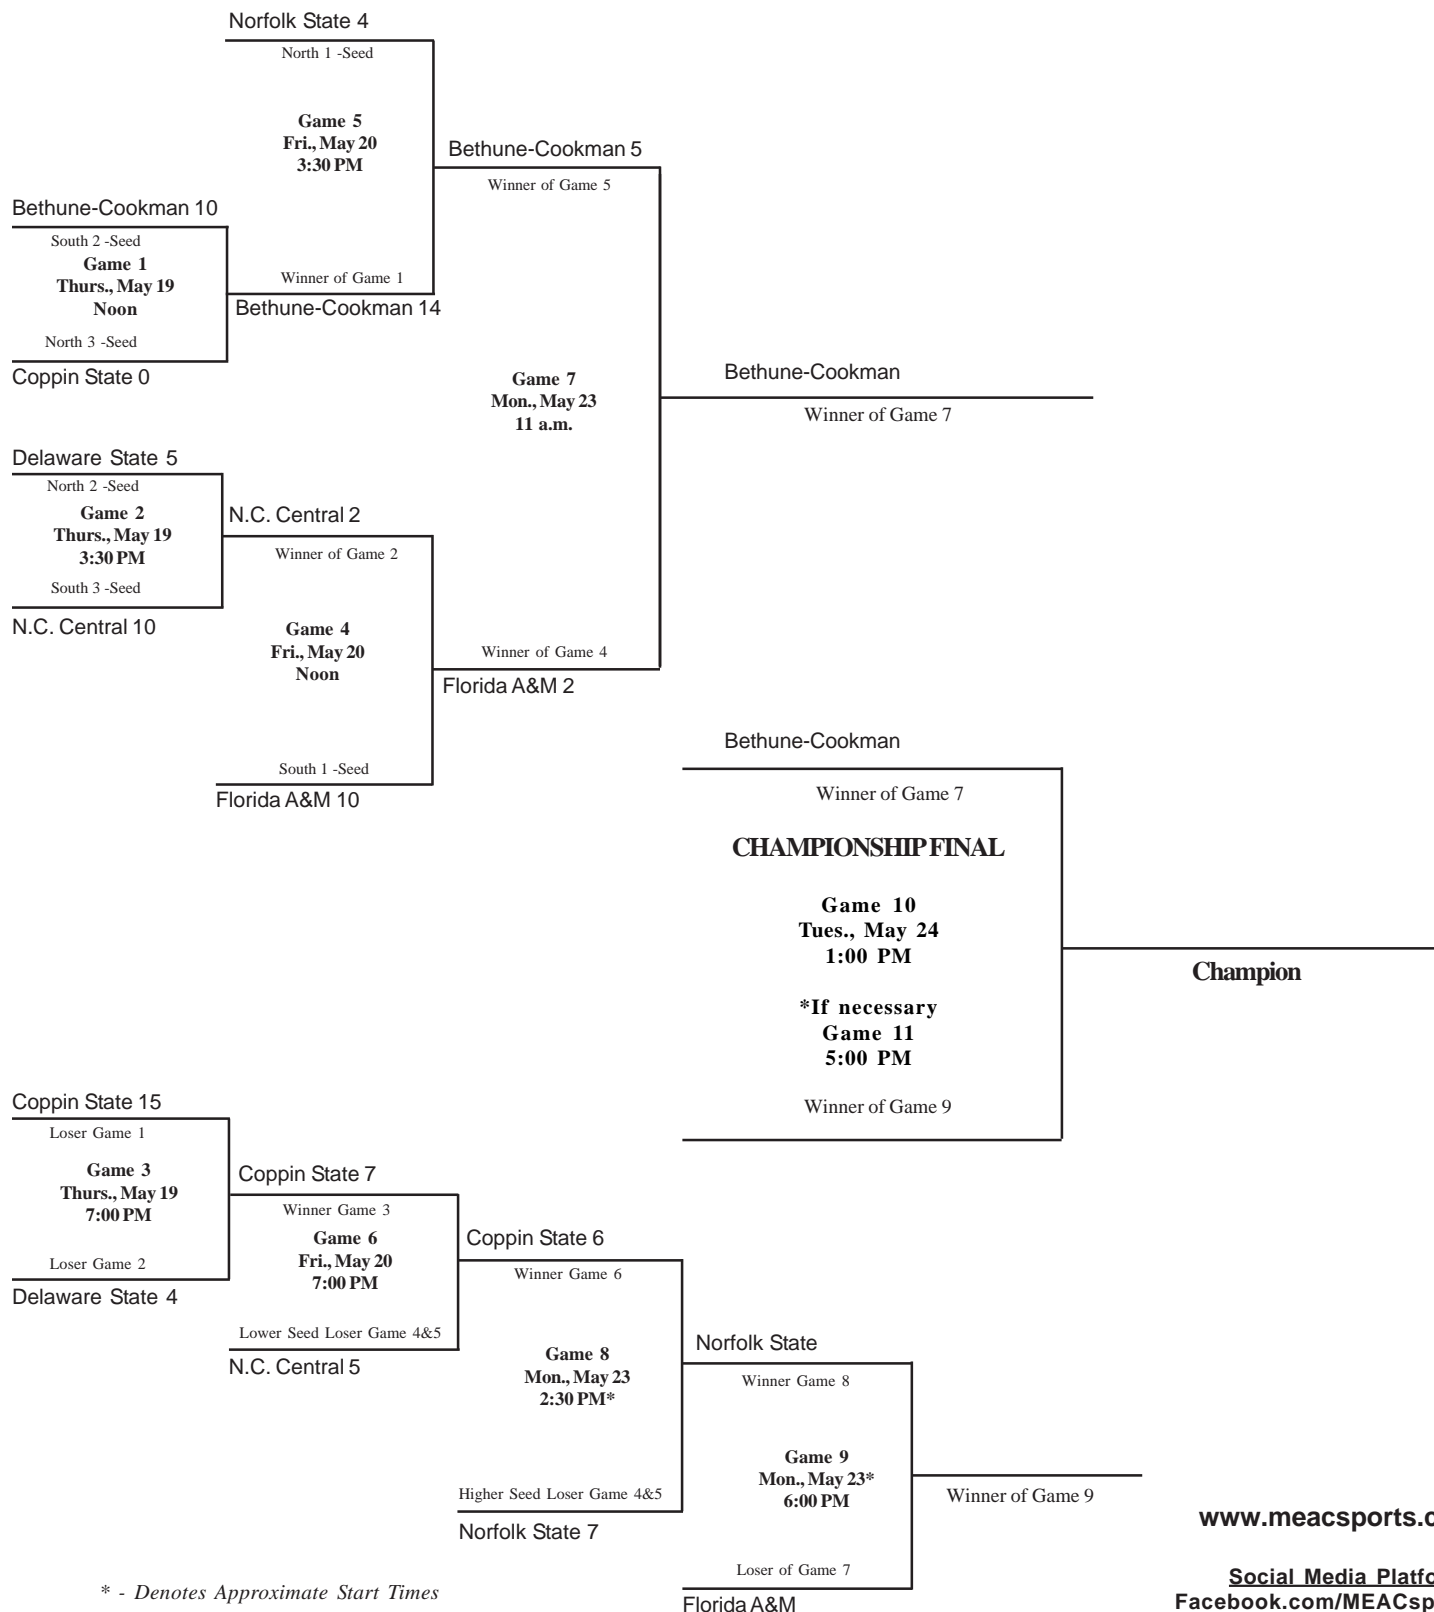 Norfolk State 4
North 1 -Seed
Game 5
Fri., May 20
3:30 PM
Bethune-Cookman 5
Winner of Game 5
Bethune-Cookman 10
South 2 -Seed
Game 1
Thurs., May 19
Noon
North 3 -Seed
Coppin State 0
Winner of Game 1
Bethune-Cookman 14
Game 7
Mon., May 23
11 a.m.
Bethune-Cookman
Winner of Game 7
Delaware State 5
North 2 -Seed
Game 2
Thurs., May 19
3:30 PM
South 3 -Seed
N.C. Central 10
N.C. Central 2
Winner of Game 2
Game 4
Fri., May 20
Noon
South 1 -Seed
Florida A&M 10
Winner of Game 4
Florida A&M 2
Bethune-Cookman
Winner of Game 7
CHAMPIONSHIP FINAL
Game 10
Tues., May 24
1:00 PM
*If necessary
Game 11
5:00 PM
Winner of Game 9
Champion
Coppin State 15
Loser Game 1
Game 3
Thurs., May 19
7:00 PM
Loser Game 2
Delaware State 4
Coppin State 7
Winner Game 3
Game 6
Fri., May 20
7:00 PM
Lower Seed Loser Game 4&5
N.C. Central 5
Coppin State 6
Winner Game 6
Game 8
Mon., May 23
2:30 PM*
Higher Seed Loser Game 4&5
Norfolk State 7
Norfolk State
Winner Game 8
Game 9
Mon., May 23*
6:00 PM
Loser of Game 7
Florida A&M
Winner of Game 9
www.meacsports.c
Social Media Platfo
Facebook.com/MEACsp
* - Denotes Approximate Start Times